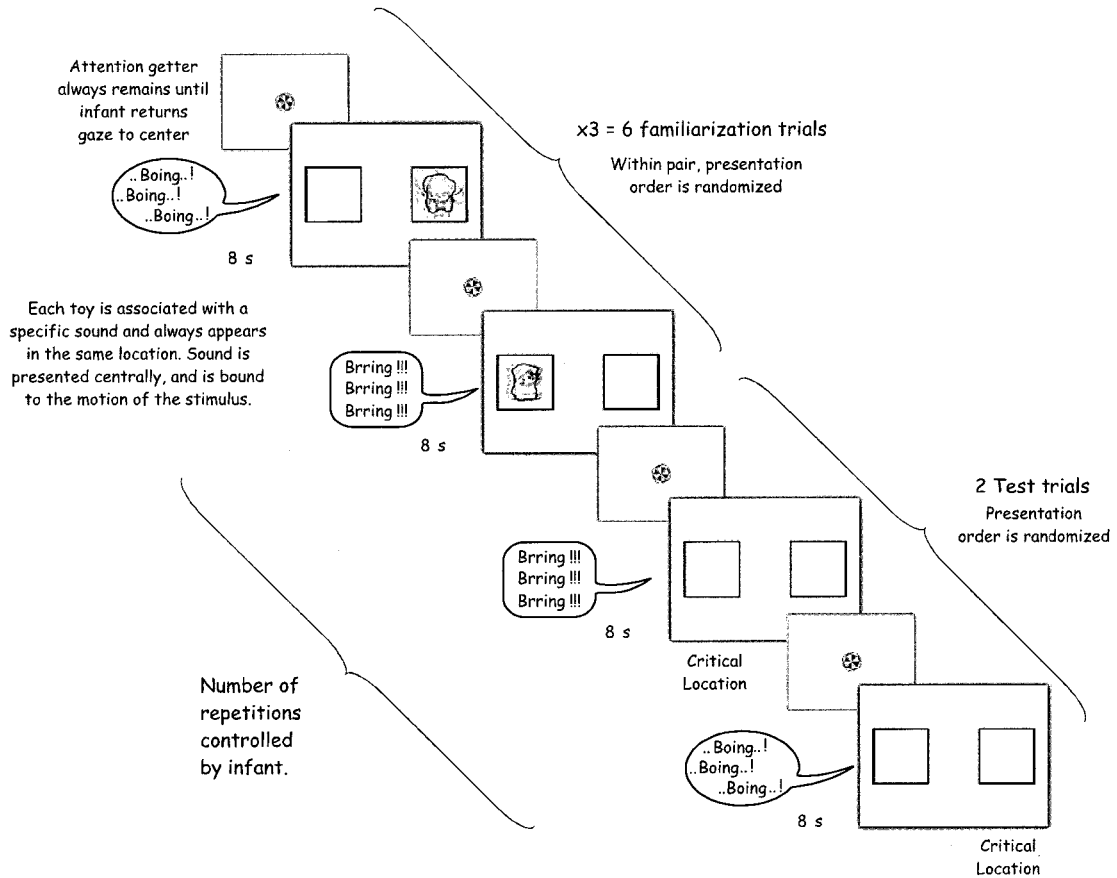 Attention getter
always remains until
infant returns
gaze to center
x3 = 6 familiarization trials
Within pair, presentation
order is randomized
..Boing..!
..Boing..!
..Boing..!
8 s
Each toy is associated with a
specific sound and always appears
in the same location. Sound is
presented centrally, and is bound
to the motion of the stimulus.
Brring !!!
Brring !!!
Brring !!!
8 s
2 Test trials
Presentation
order is randomized
Brring !!!
Brring !!!
Brring !!!
8 s
Critical
Location
Number of
repetitions
controlled
by infant.
..Boing..!
..Boing..!
..Boing..!
8 s
Critical
Location